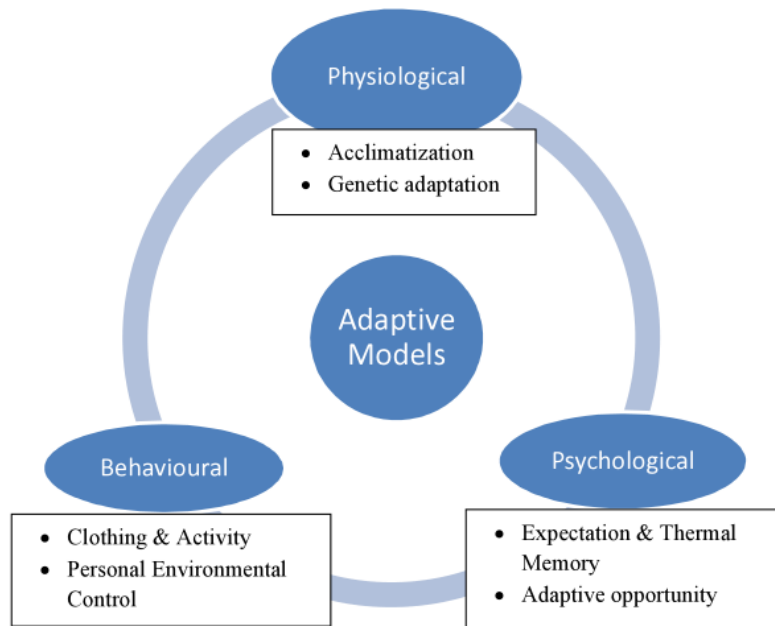 Physiological
• Acclimatization
• Genetic adaptation
Adaptive
Models
Behavioural
• Clothing & Activity
• Personal Environmental
Control
Psychological
• Expectation & Thermal
Memory
• Adaptive opportunity